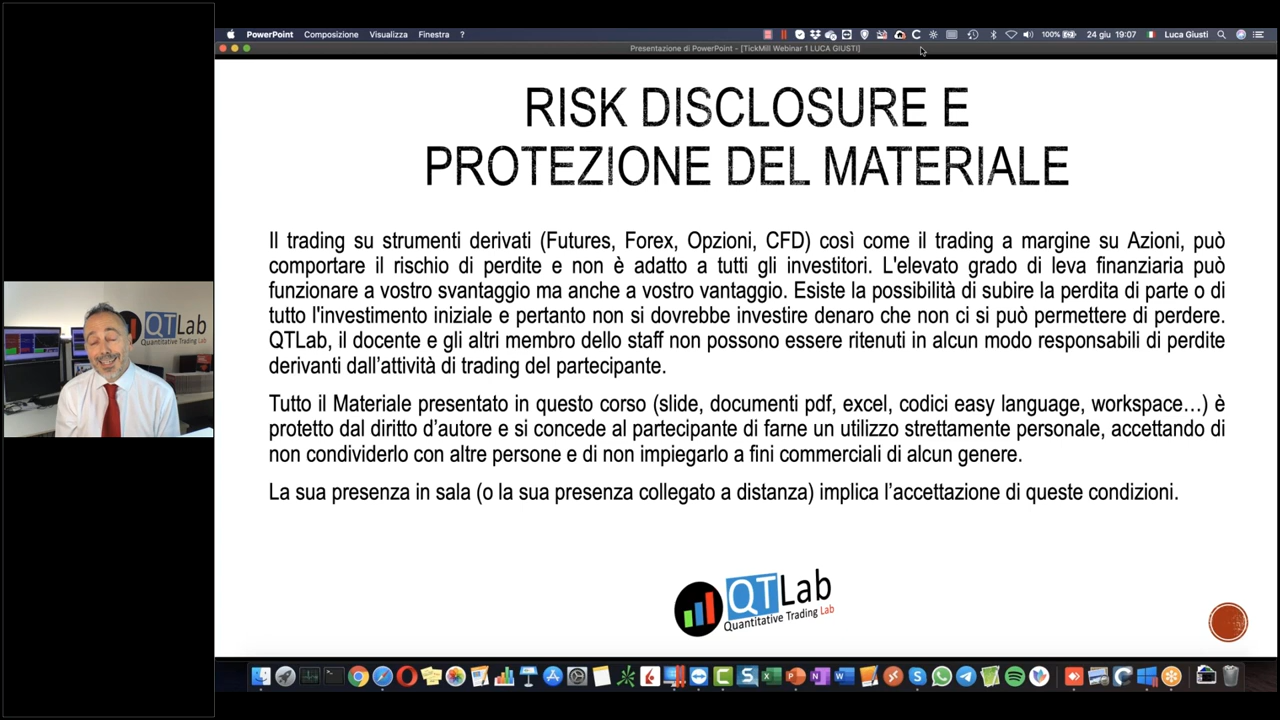 PowerPoint Composizione Visualizza Finestra ?
100% 24 giu 19:07 Luca Giusti
Presentazione di PowerPoint - [TickMill Webinar 1 LUCA GIUSTI]
RISK DISCLOSURE E
PROTEZIONE DEL MATERIALE
Il trading su strumenti derivati (Futures, Forex, Opzioni, CFD) così come il trading a margine su Azioni, può
comportare il rischio di perdite e non è adatto a tutti gli investitori. L'elevato grado di leva finanziaria può
funzionare a vostro svantaggio ma anche a vostro vantaggio. Esiste la possibilità di subire la perdita di parte o di
tutto l'investimento iniziale e pertanto non si dovrebbe investire denaro che non ci si può permettere di perdere.
QTLab, il docente e gli altri membro dello staff non possono essere ritenuti in alcun modo responsabili di perdite
derivanti dall’attività di trading del partecipante.
Tutto il Materiale presentato in questo corso (slide, documenti pdf, excel, codici easy language, workspace…) è
protetto dal diritto d’autore e si concede al partecipante di farne un utilizzo strettamente personale, accettando di
non condividerlo con altre persone e di non impiegarlo a fini commerciali di alcun genere.
La sua presenza in sala (o la sua presenza collegato a distanza) implica l’accettazione di queste condizioni.
QTLab
Quantitative Trading Lab
QTLab
Quantitative Trading Lab